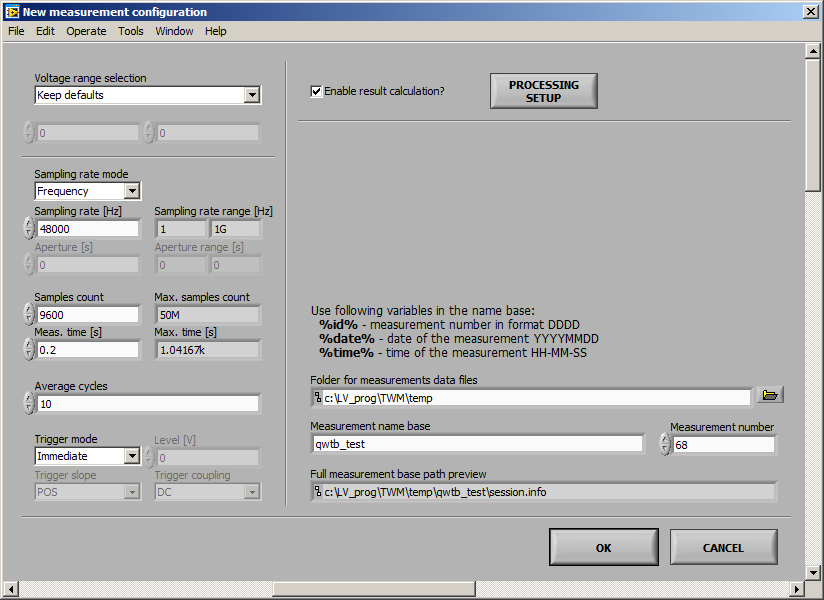 New measurement configuration
File Edit Operate Tools Window Help
Voltage range selection
Keep defaults
0 0
Sampling rate mode
Frequency
Sampling rate [Hz] Sampling rate range [Hz]
48000 1 1G
Aperture [s] Aperture range [s]
0 0 0
Samples count Max. samples count
9600 50M
Meas. time [s] Max. time [s]
0.2 1.04167k
Average cycles
10
Trigger mode Level [V]
Immediate 0
Trigger slope Trigger coupling
POS DC
Enable result calculation?
PROCESSING
SETUP
Use following variables in the name base:
%id% - measurement number in format DDDD
%date% - date of the measurement YYYYMMDD
%time% - time of the measurement HH-MM-SS
Folder for measurements data files
c:\LV_prog\TWM\temp
Measurement name base Measurement number
qwtb_test 68
Full measurement base path preview
c:\LV_prog\TWM\temp\qwtb_test\session.info
OK CANCEL